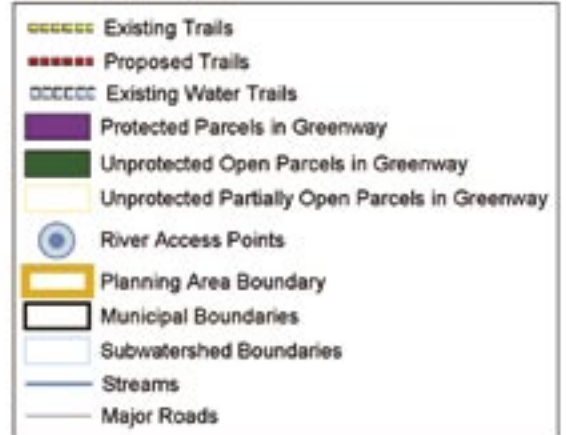 Existing Trails
Proposed Trails
Existing Water Trails
Protected Parcels in Greenway
Unprotected Open Parcels in Greenway
Unprotected Partially Open Parcels in Greenway
River Access Points
Planning Area Boundary
Municipal Boundaries
Subwatershed Boundaries
Streams
Major Roads